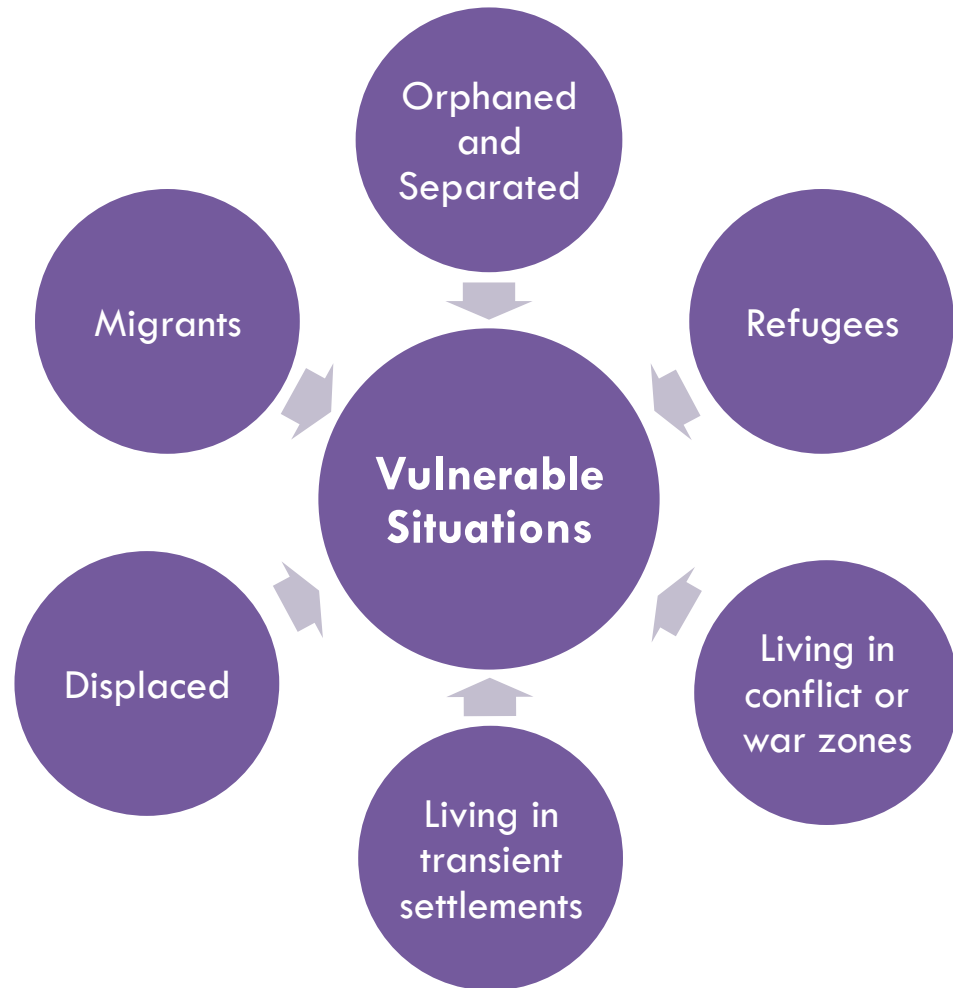 Orphaned
and
Separated
Migrants
Refugees
Vulnerable
Situations
Displaced
Living in
conflict or
war zones
Living in
transient
settlements